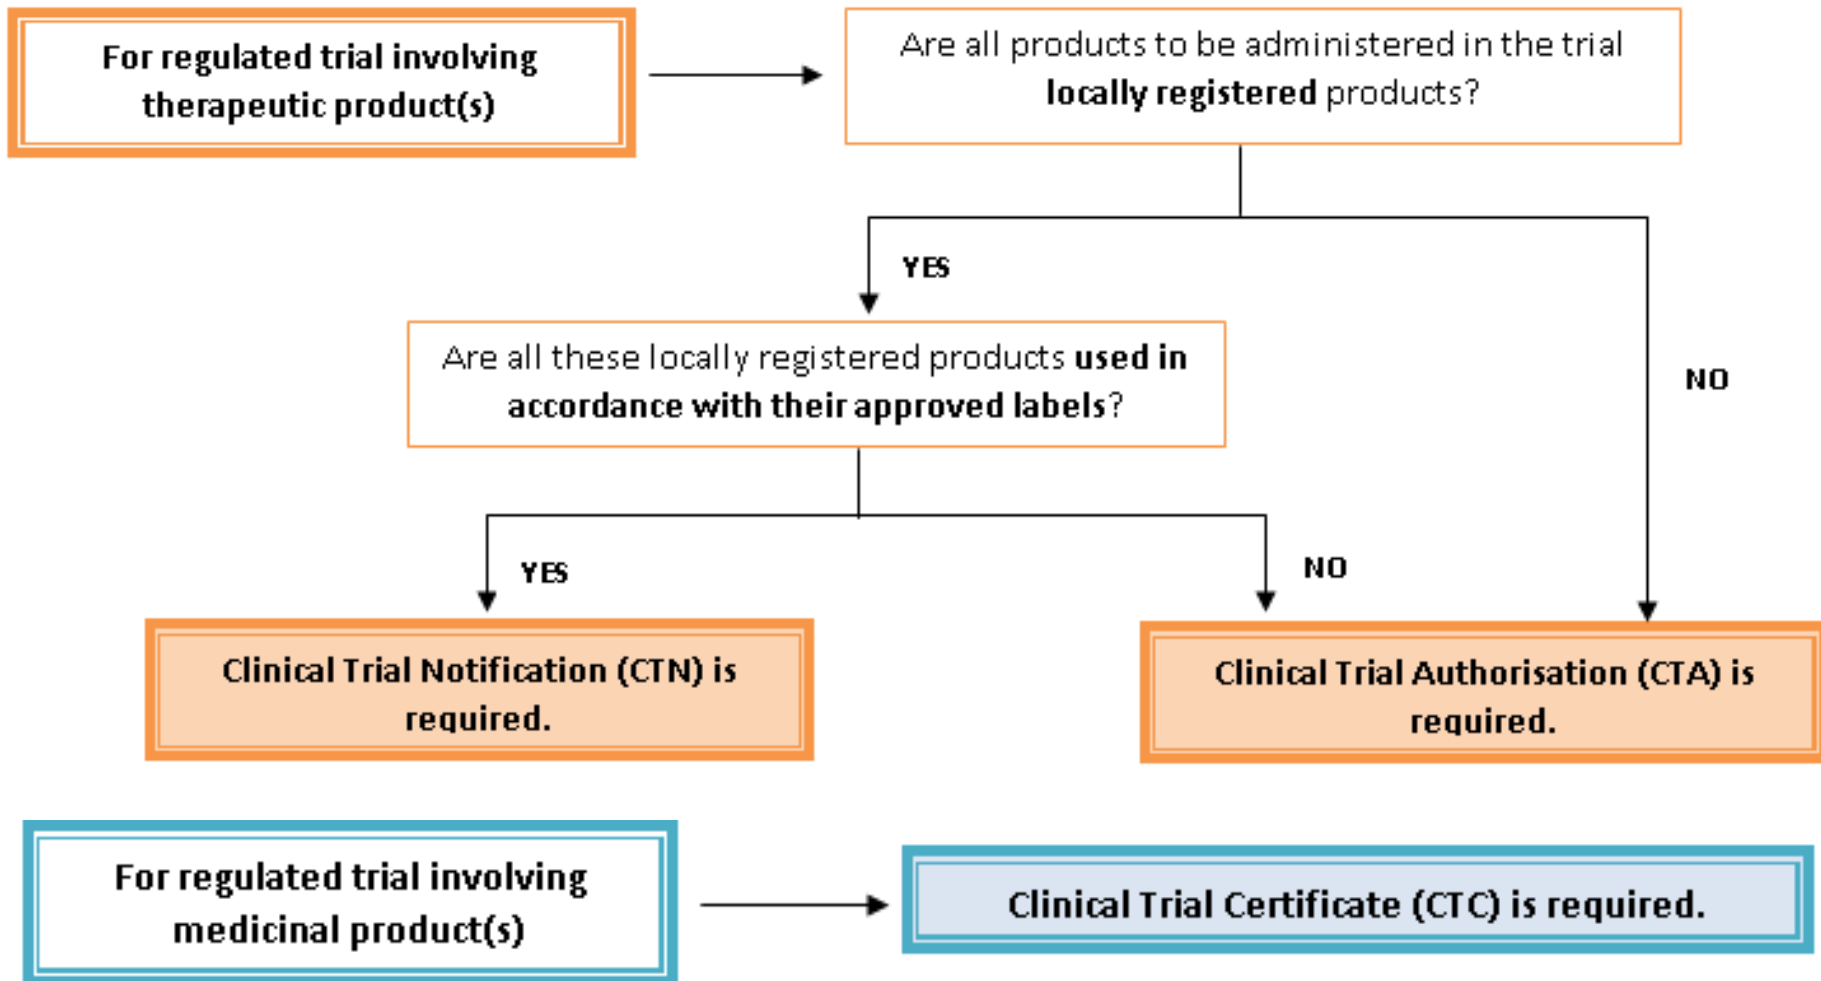 For regulated trial involving
therapeutic product(s)
Are all products to be administered in the trial
locally registered products?
YES
NO
Are all these locally registered products used in
accordance with their approved labels?
YES
NO
Clinical Trial Notification (CTN) is
required.
Clinical Trial Authorisation (CTA) is
required.
For regulated trial involving
medicinal product(s)
Clinical Trial Certificate (CTC) is required.